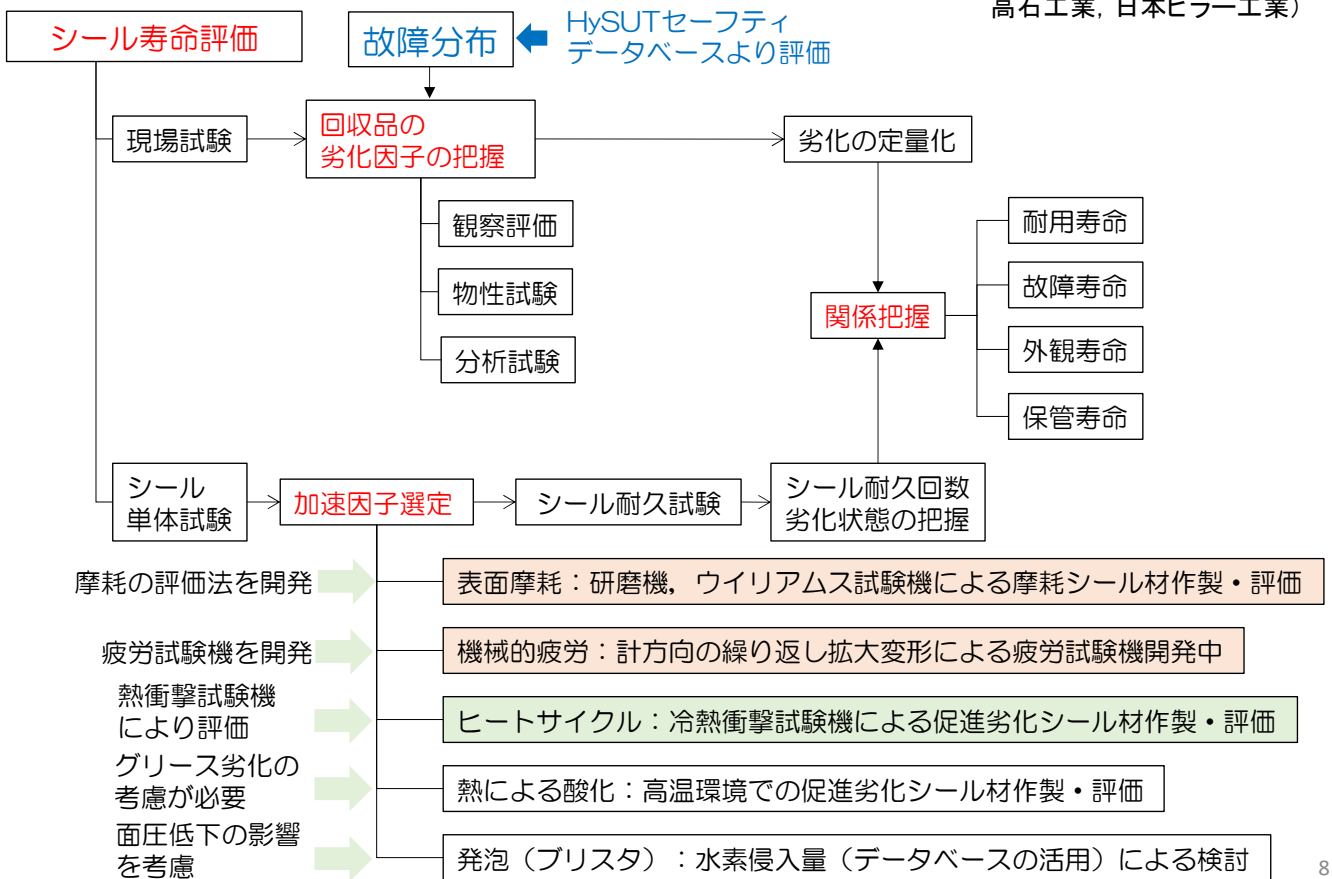 高石工業，日本ピラー工業）
シール寿命評価
故障分布
HySUTセーフティ
データベースより評価
現場試験
回収品の
劣化因子の把握
劣化の定量化
観察評価
物性試験
分析試験
関係把握
耐用寿命
故障寿命
外観寿命
保管寿命
シール
単体試験
加速因子選定
シール耐久試験
シール耐久回数
劣化状態の把握
摩耗の評価法を開発
表面摩耗：研磨機，ウイリアムス試験機による摩耗シール材作製・評価
疲労試験機を開発
機械的疲労：計方向の繰り返し拡大変形による疲労試験機開発中
熱衝撃試験機
により評価
ヒートサイクル：冷熱衝撃試験機による促進劣化シール材作製・評価
グリース劣化の
考慮が必要
熱による酸化：高温環境での促進劣化シール材作製・評価
面圧低下の影響
を考慮
発泡（ブリスタ）：水素侵入量（データベースの活用）による検討
8